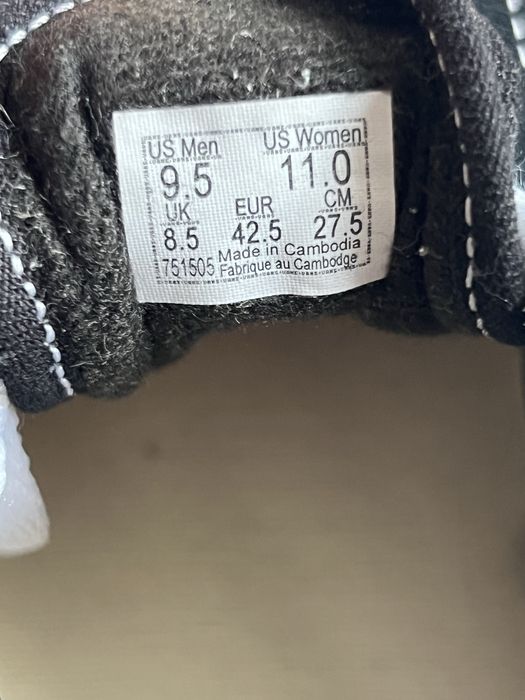 US Men US Women
9.5 11.0
UK EUR CM
8.5 42.5 27.5
Made in Cambodia
751505 Fabrique au Cambodge